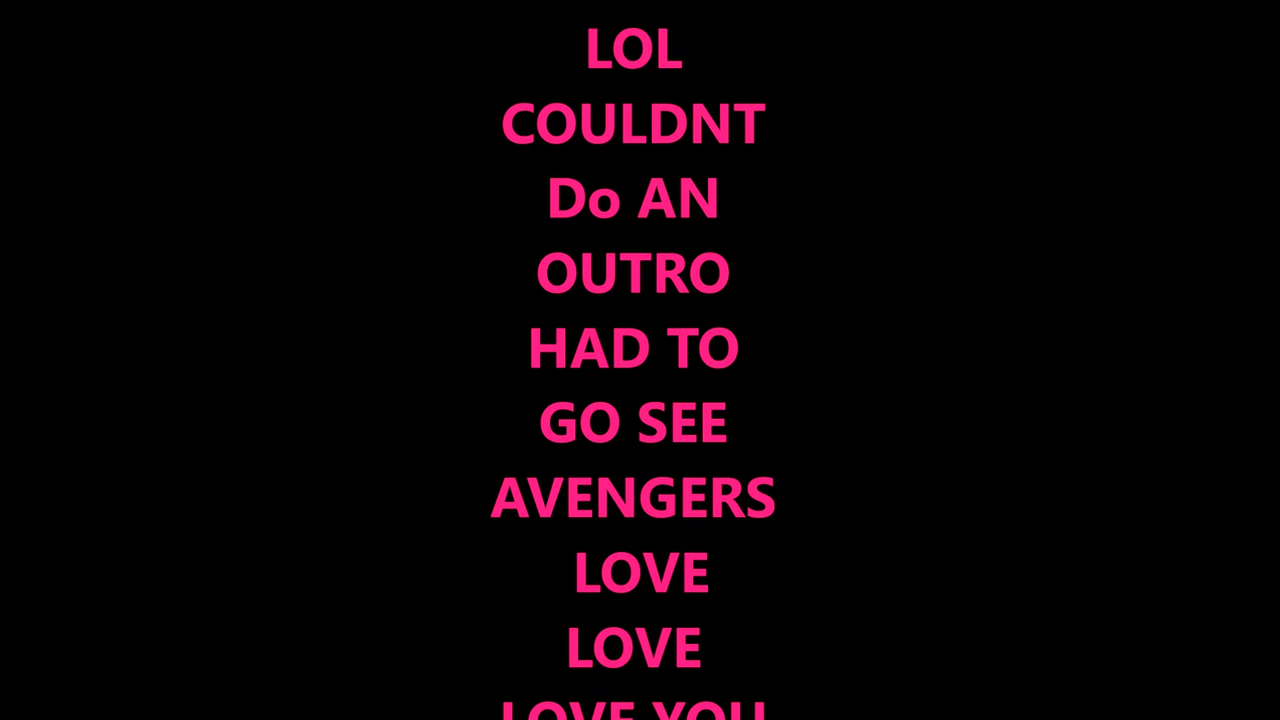 LOL
COULDNT
Do AN
OUTRO
HAD TO
GO SEE
AVENGERS
LOVE
LOVE
LOVE YOU